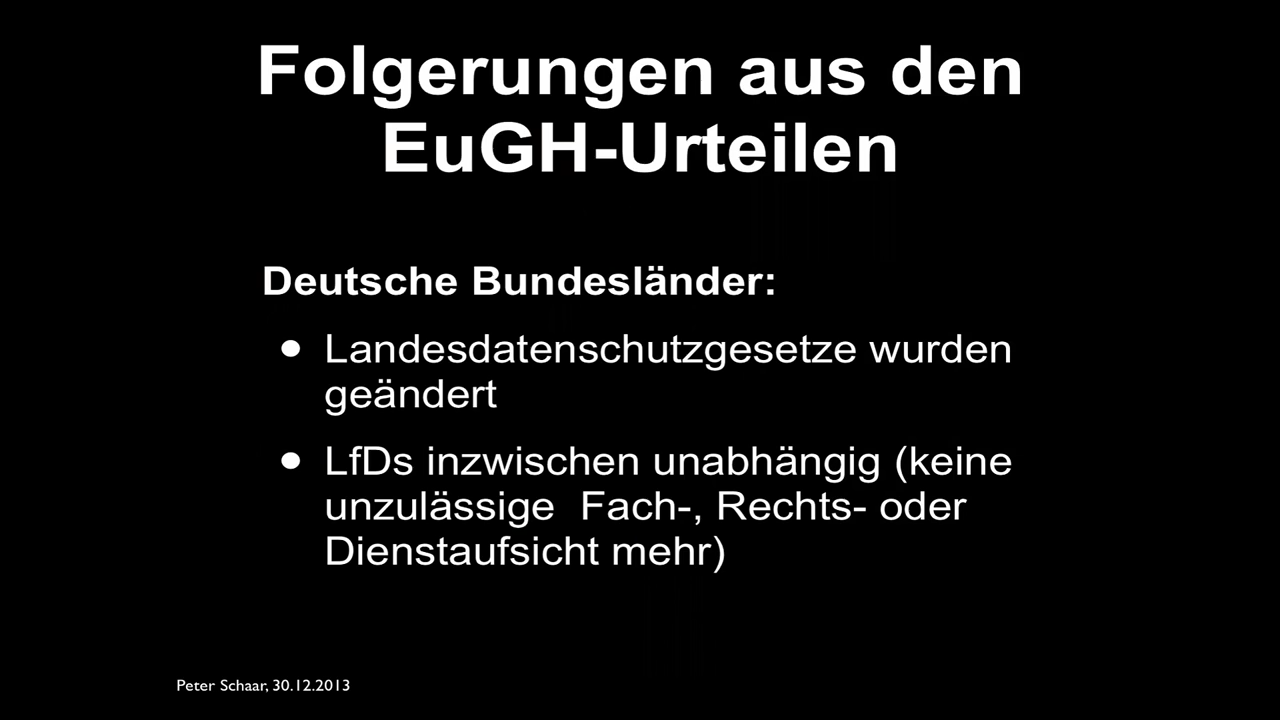 Folgerungen aus den
EuGH-Urteilen
Deutsche Bundesländer:
• Landesdatenschutzgesetze wurden
geändert
• LfDs inzwischen unabhängig (keine
unzulässige  Fach-, Rechts- oder
Dienstaufsicht mehr)
Peter Schaar, 30.12.2013